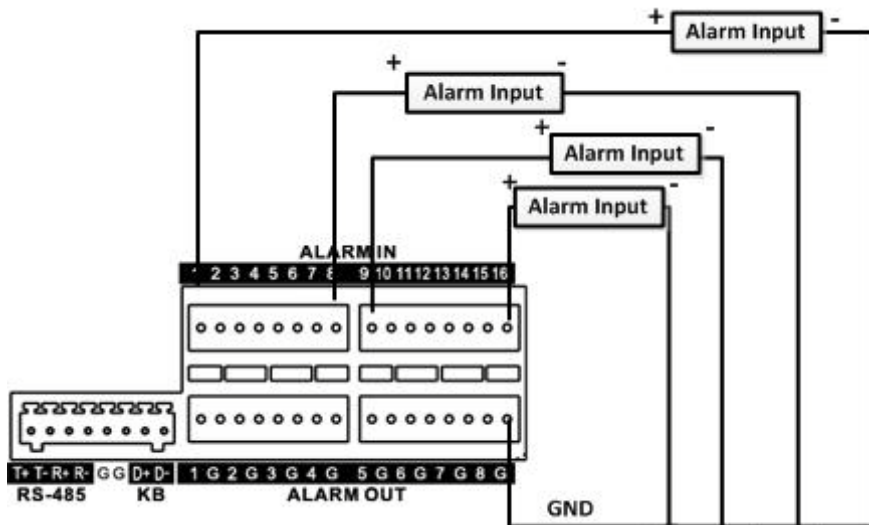 + Alarm Input -
+ Alarm Input -
+ Alarm Input -
+ Alarm Input -
ALARM IN
1 2 3 4 5 6 7 8 9 10 11 12 13 14 15 16
T+ T- R+ R- G G D+ D- 1 G 2 G 3 G 4 G 5 G 6 G 7 G 8 G
RS-485 KB ALARM OUT GND